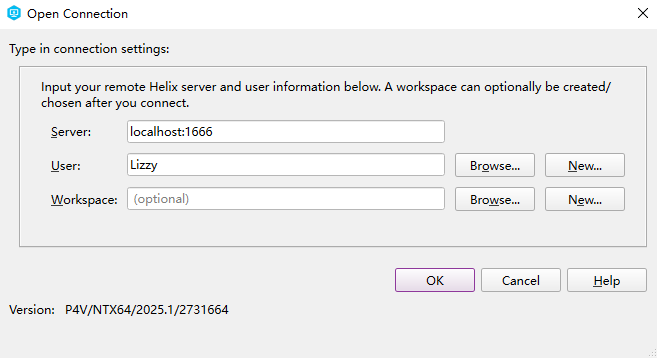 Open Connection
Type in connection settings:
Input your remote Helix server and user information below. A workspace can optionally be created/
chosen after you connect.
Server: localhost:1666
User: Lizzy Browse... New...
Workspace: (optional) Browse... New...
OK Cancel Help
Version: P4V/NTX64/2025.1/2731664